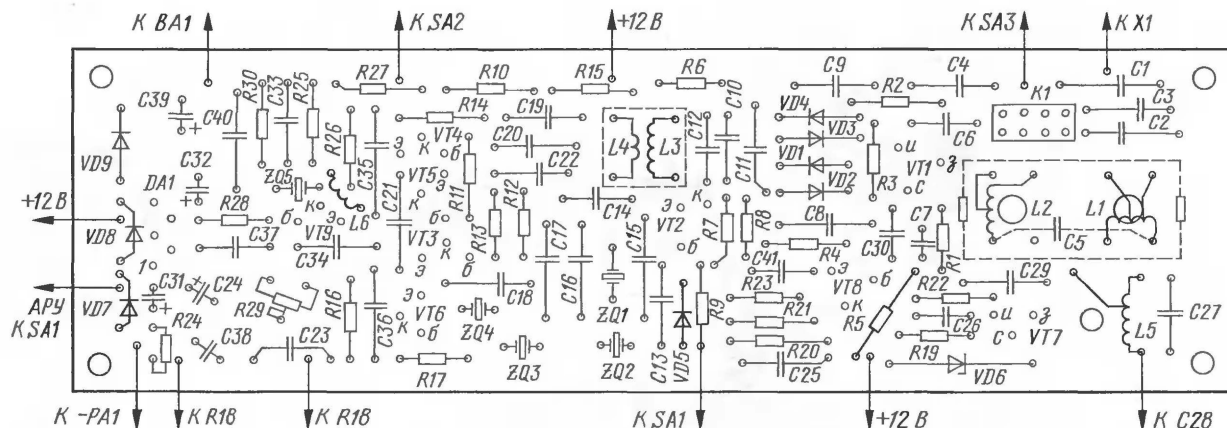 К ВА1
К SA2
+12 В
К SA3
К X1
R27
R10
R15
R6
C9
C4
C1
C39
C40
R30
C33
R25
R14
C19
C12
C10
VD4
R2
K1
C3
VD3
C6
C2
VD9
R26
C35
э
к
VT4
б
C20
L4
L3
C11
VD1
и
VT1
з
C32
DA1
ZQ5
VT5
э
R11
C22
VD2
R3
с
+12 В
R28
к
L6
C21
к
R12
C14
к
C8
C7
L2
L1
VD8
б
VT9
э
VT3
б
R13
C17
C15
VT2
R7
R8
C30
C5
C37
C34
к
б
R4
R1
1
э
б
C16
э
C41
э
C29
АРУ
К SA1
VD7
C31
C24
R29
R16
C36
э
C18
R23
VT8
б
R22
и
з
R24
к
VT6
ZQ4
ZQ1
R9
R21
к
R5
C26
L5
C27
C38
C23
б
C13
VD5
R20
R19
с
VT7
R17
ZQ3
ZQ2
C25
VD6
К -РА1
К R18
К R18
К SA1
+12 В
К C28